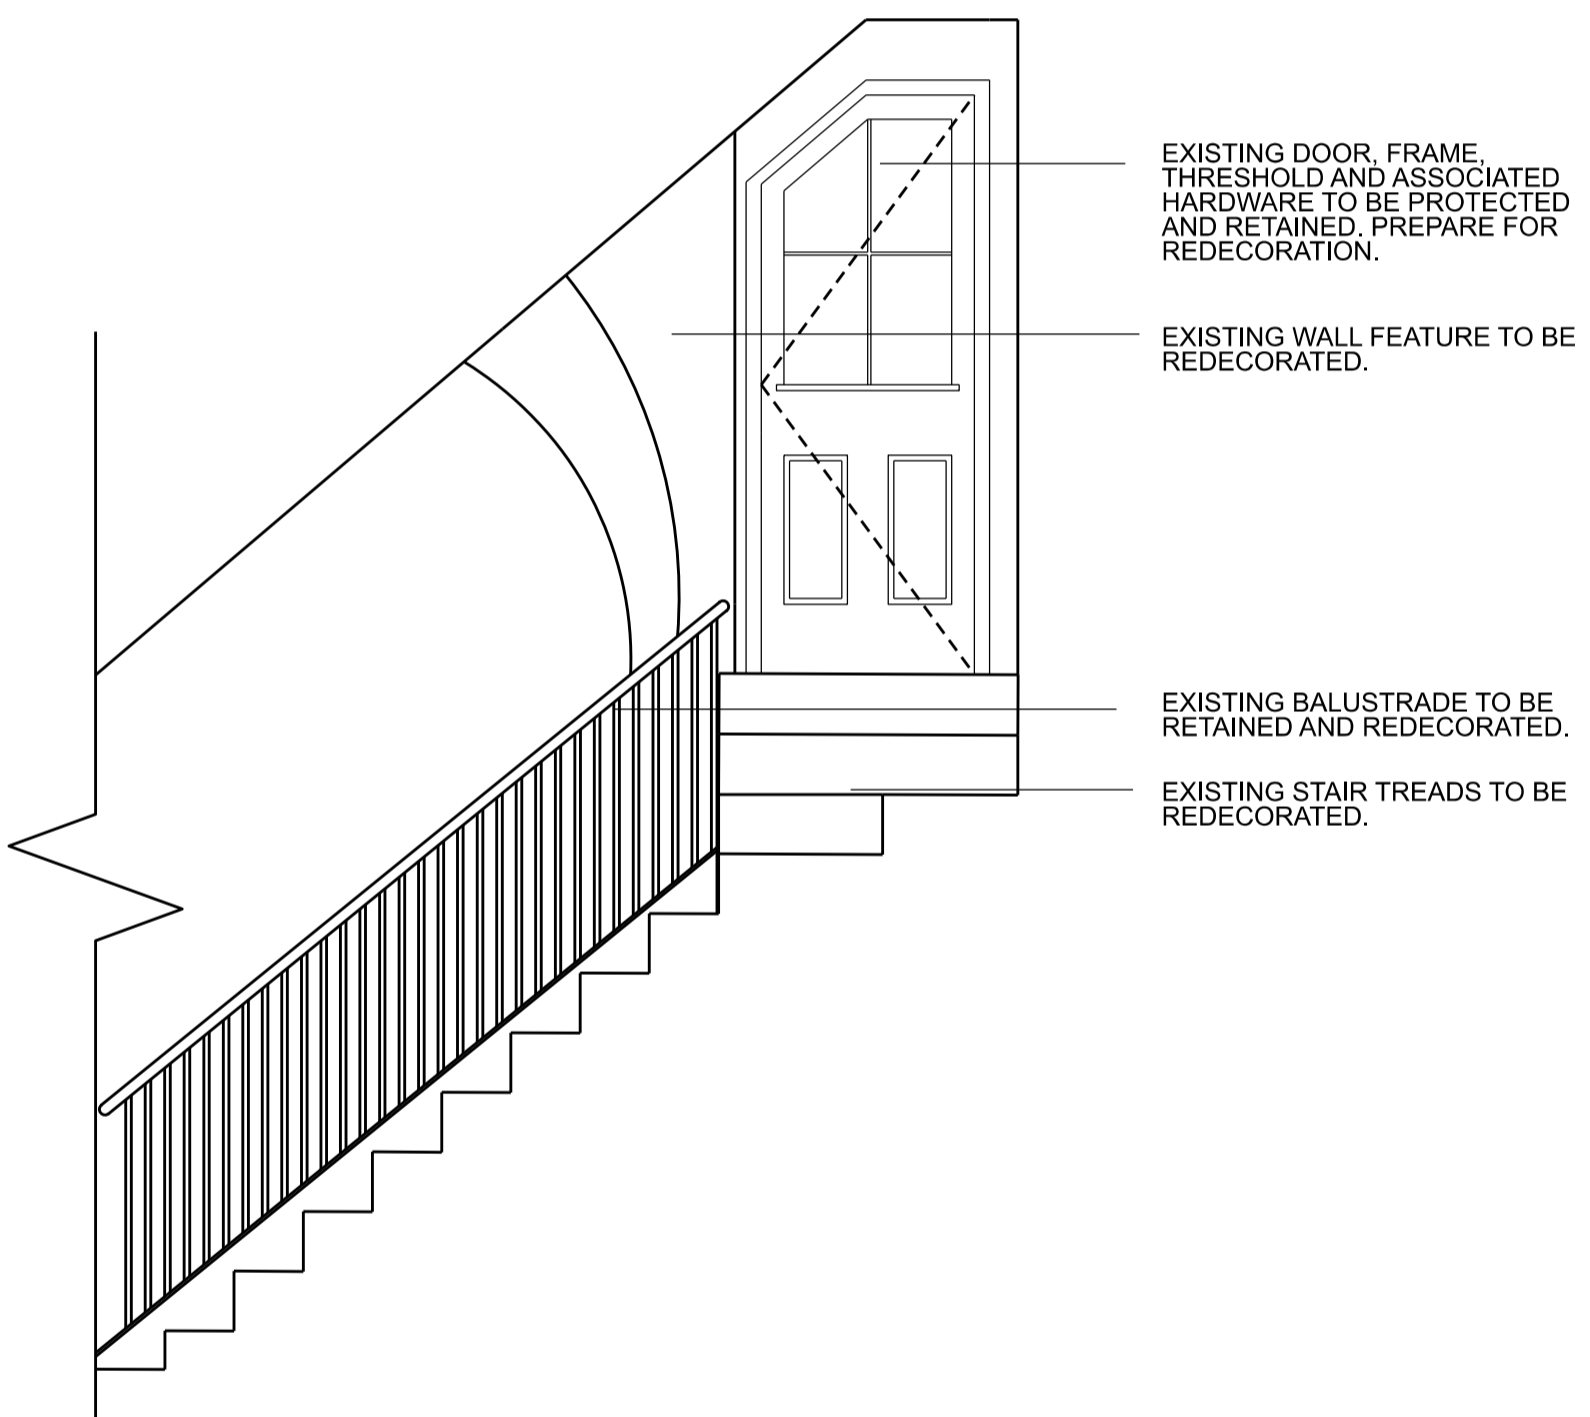 EXISTING DOOR, FRAME,
THRESHOLD AND ASSOCIATED
HARDWARE TO BE PROTECTED
AND RETAINED. PREPARE FOR
REDECORATION.
EXISTING WALL FEATURE TO BE
REDECORATED.
EXISTING BALUSTRADE TO BE
RETAINED AND REDECORATED.
EXISTING STAIR TREADS TO BE
REDECORATED.